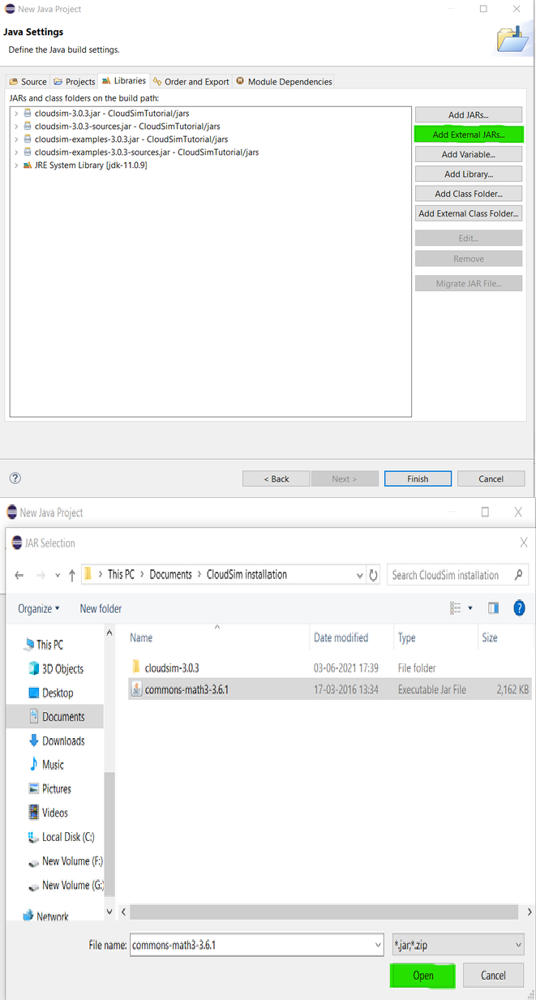 New Java Project
Java Settings
Define the Java build settings.
Source Projects Libraries Order and Export Module Dependencies
JARs and class folders on the build path:
cloudsim-3.0.3.jar - CloudSimTutorial/jars
cloudsim-3.0.3-sources.jar - CloudSimTutorial/jars
cloudsim-examples-3.0.3.jar - CloudSimTutorial/jars
cloudsim-examples-3.0.3-sources.jar - CloudSimTutorial/jars
JRE System Library [jdk-11.0.9]
Add JARs...
Add External JARs...
Add Variable...
Add Library...
Add Class Folder...
Add External Class Folder...
Edit...
Remove
Migrate JAR File...
< Back Next > Finish Cancel
New Java Project
JAR Selection
This PC > Documents > CloudSim installation
Search CloudSim installation
Organize New folder
Name Date modified Type Size
cloudsim-3.0.3 03-06-2021 17:39 File folder
commons-math3-3.6.1 17-03-2016 13:34 Executable Jar File 2,162 KB
This PC
3D Objects
Desktop
Documents
Downloads
Music
Pictures
Videos
Local Disk (C:)
New Volume (F:)
New Volume (G:)
Network
File name: commons-math3-3.6.1 *.jar;*.zip
Open Cancel